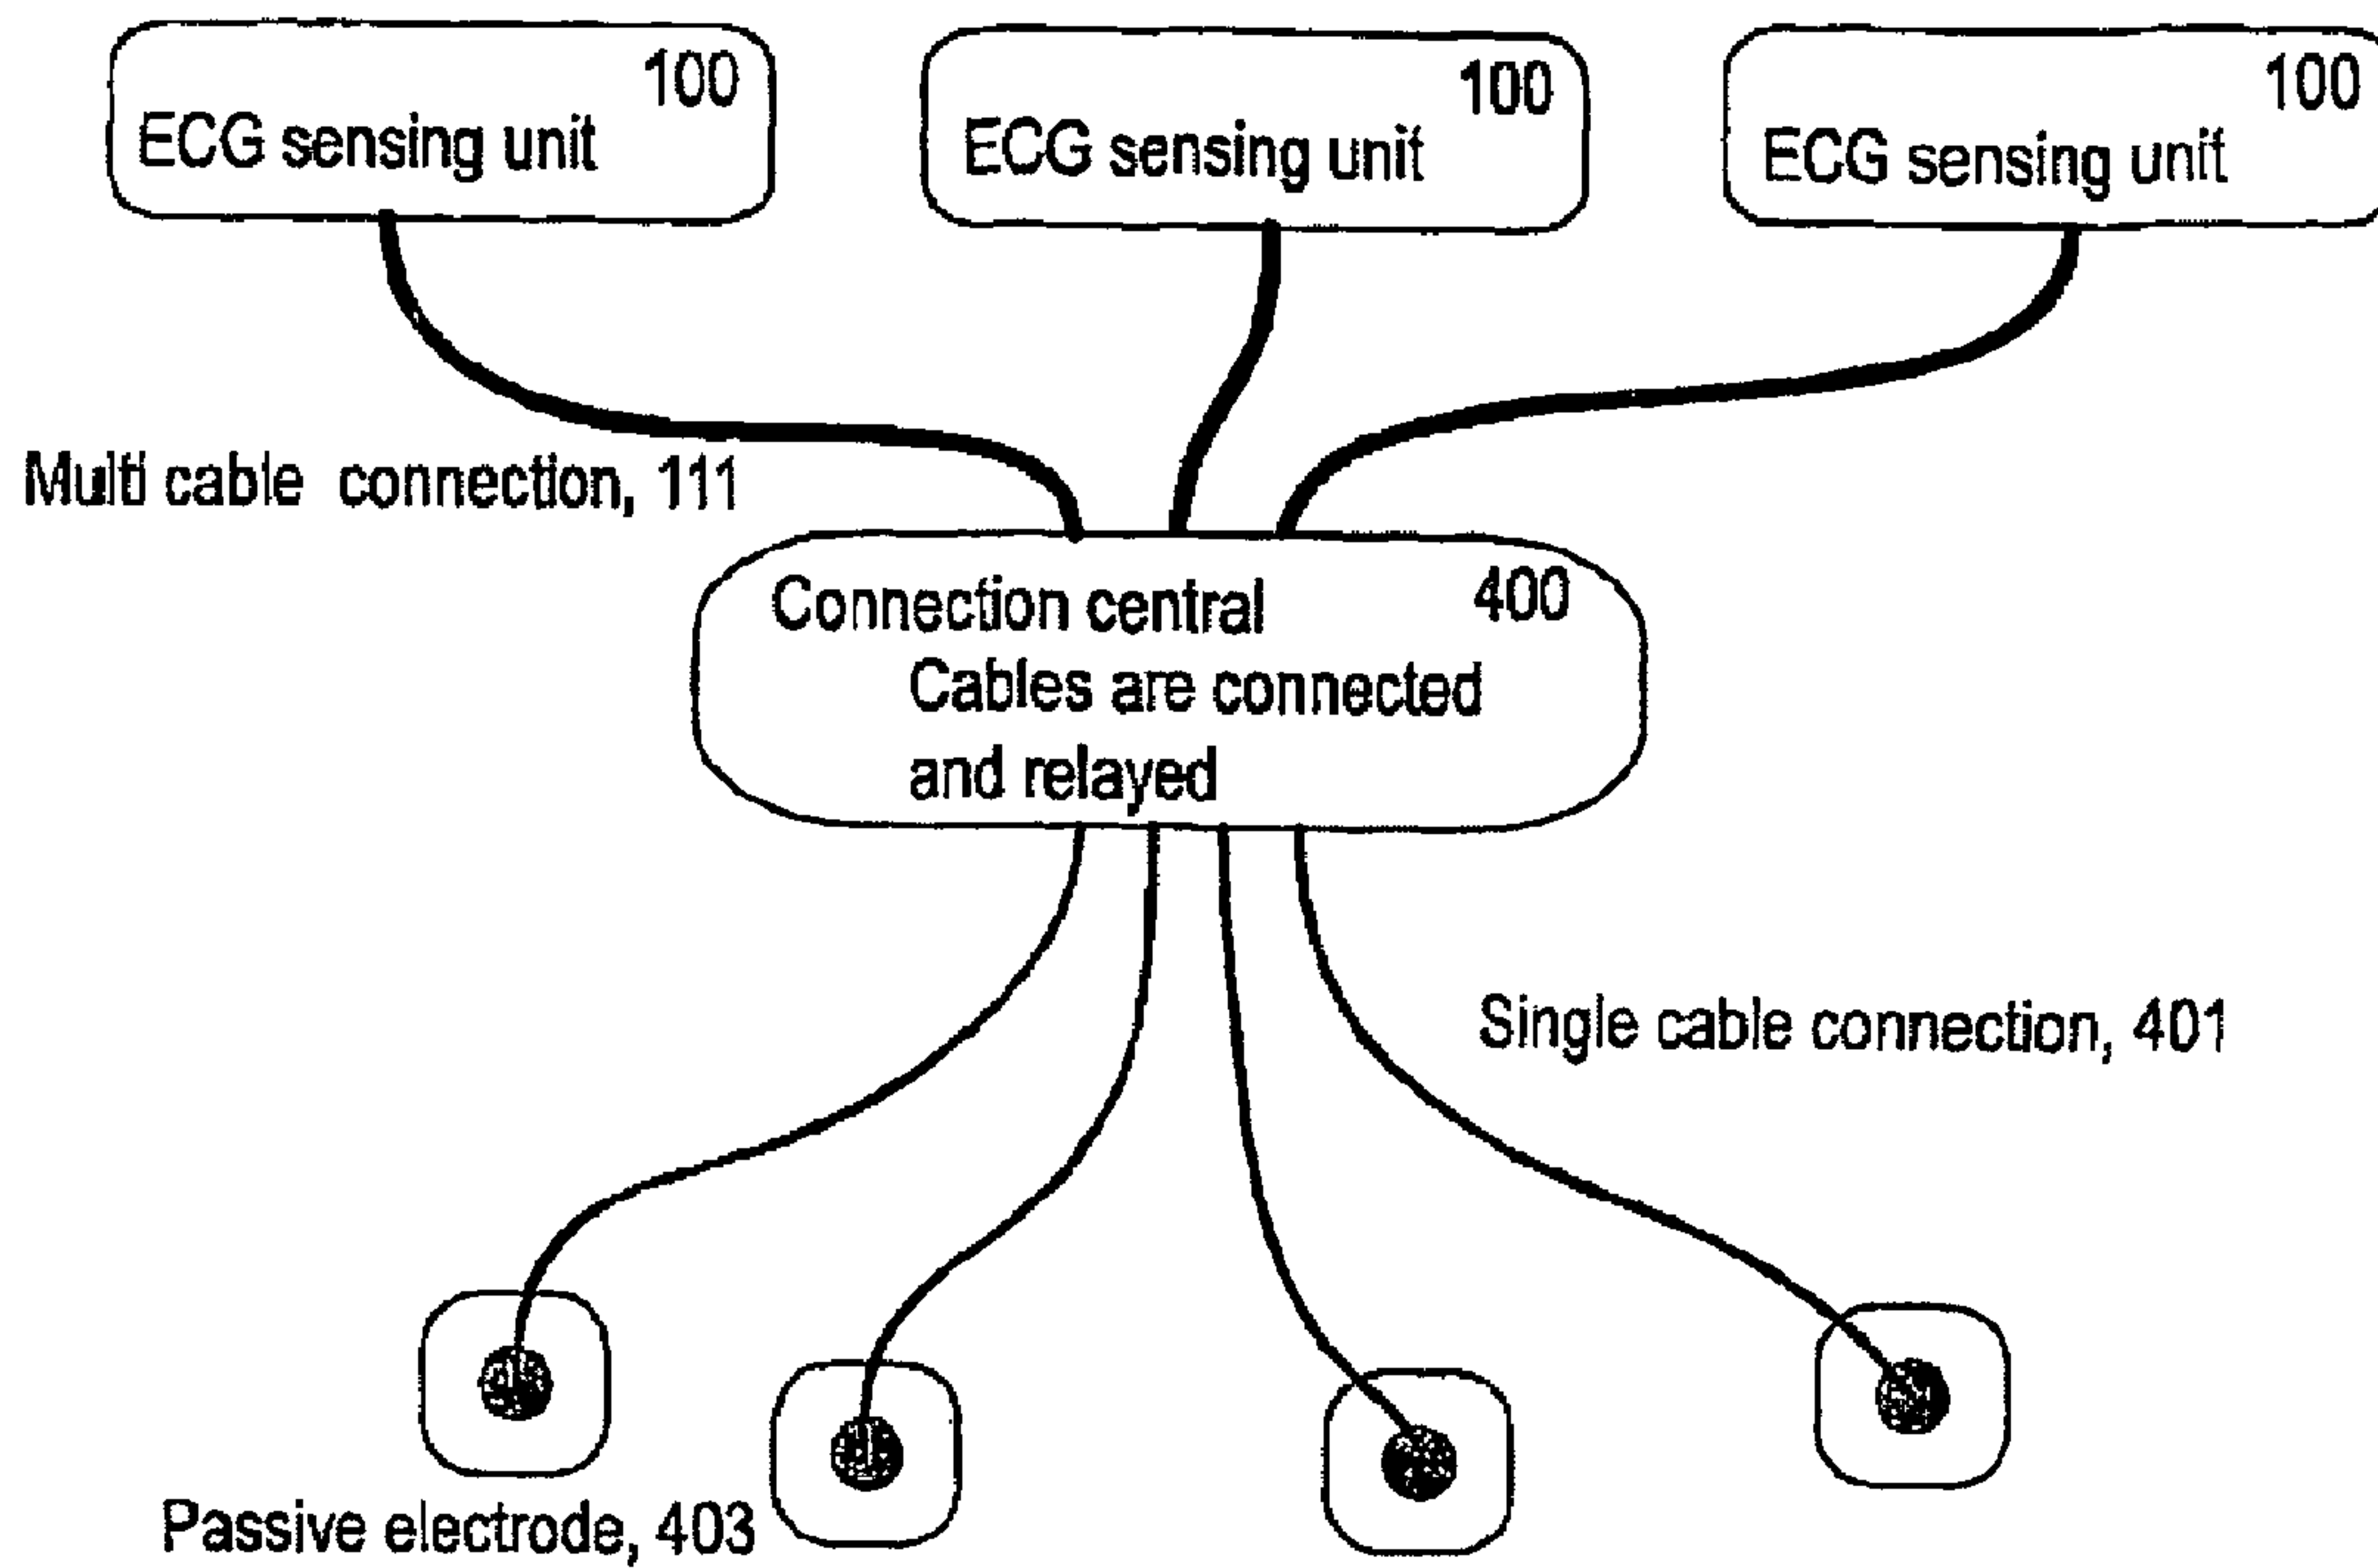 100
ECG sensing unit
100
ECG sensing unit
100
ECG sensing unit
Multi cable connection, 111
Connection central 400
Cables are connected
and relayed
Single cable connection, 401
Passive electrode, 403